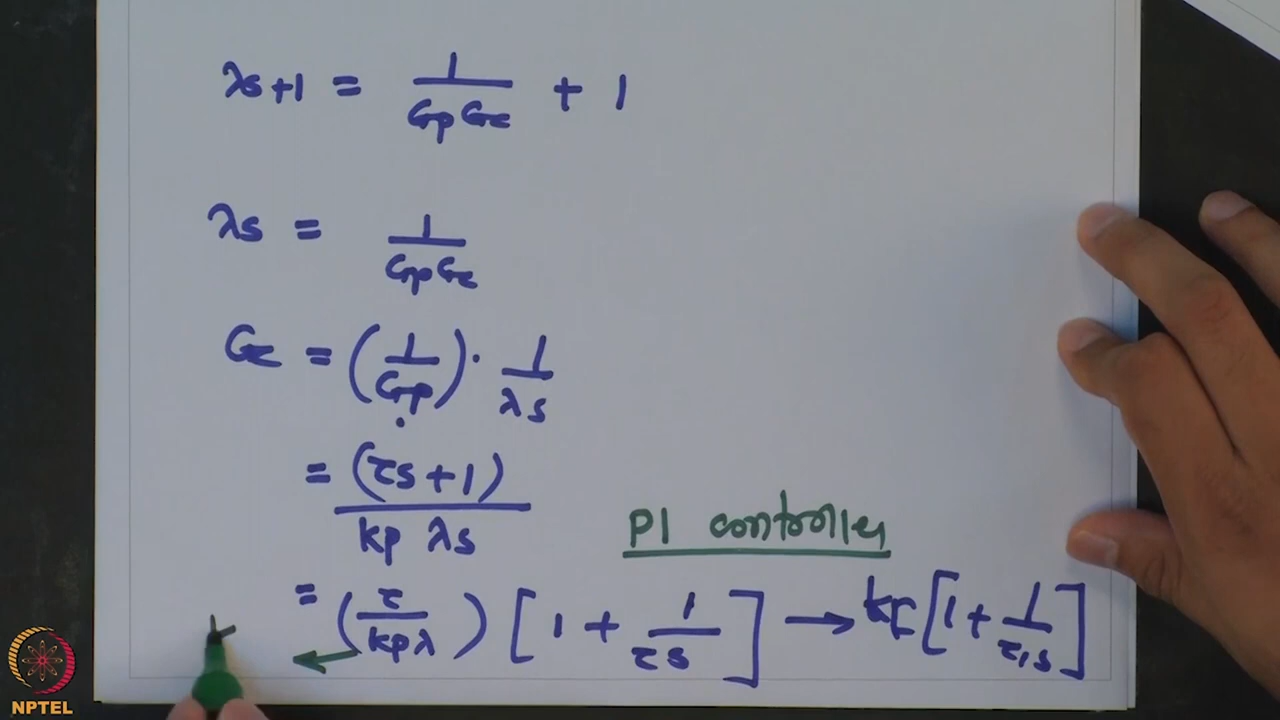 λs+1 = 1/GpGc + 1
λs = 1/GpGc
Gc = (1/Gp) · 1/λs
= (τs+1)/kp λs
PI controller
= (τ/kpλ) [1 + 1/τs] → kc[1 + 1/τIs]
NPTEL